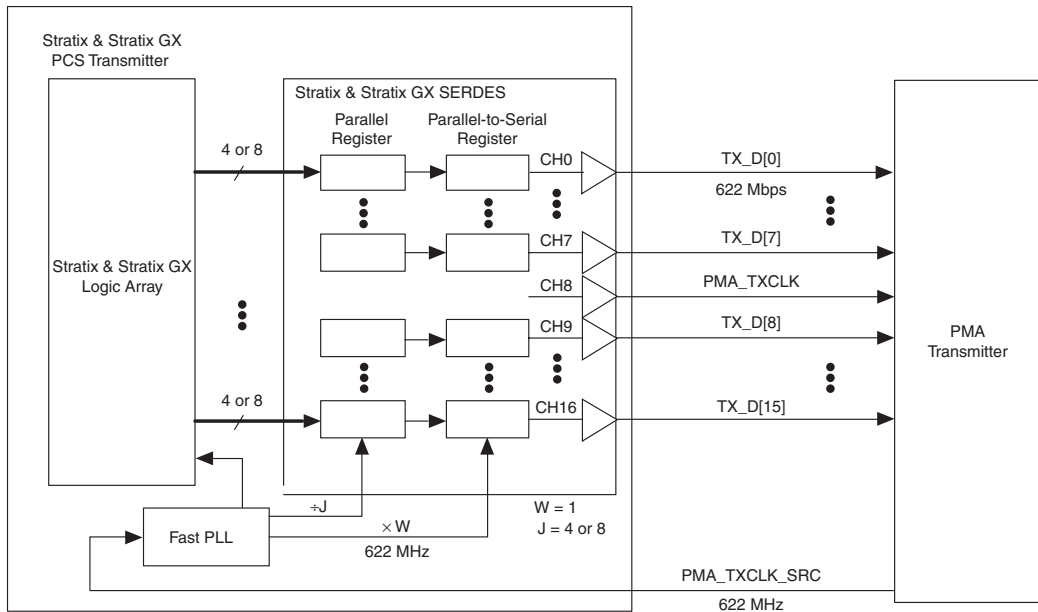 Stratix & Stratix GX
PCS Transmitter
Stratix & Stratix GX SERDES
Parallel
Register
Parallel-to-Serial
Register
4 or 8
CH0
TX_D[0]
622 Mbps
CH7
TX_D[7]
Stratix & Stratix GX
Logic Array
CH8
PMA_TXCLK
CH9
TX_D[8]
PMA
Transmitter
4 or 8
CH16
TX_D[15]
÷J
W = 1
J = 4 or 8
× W
622 MHz
Fast PLL
PMA_TXCLK_SRC
622 MHz